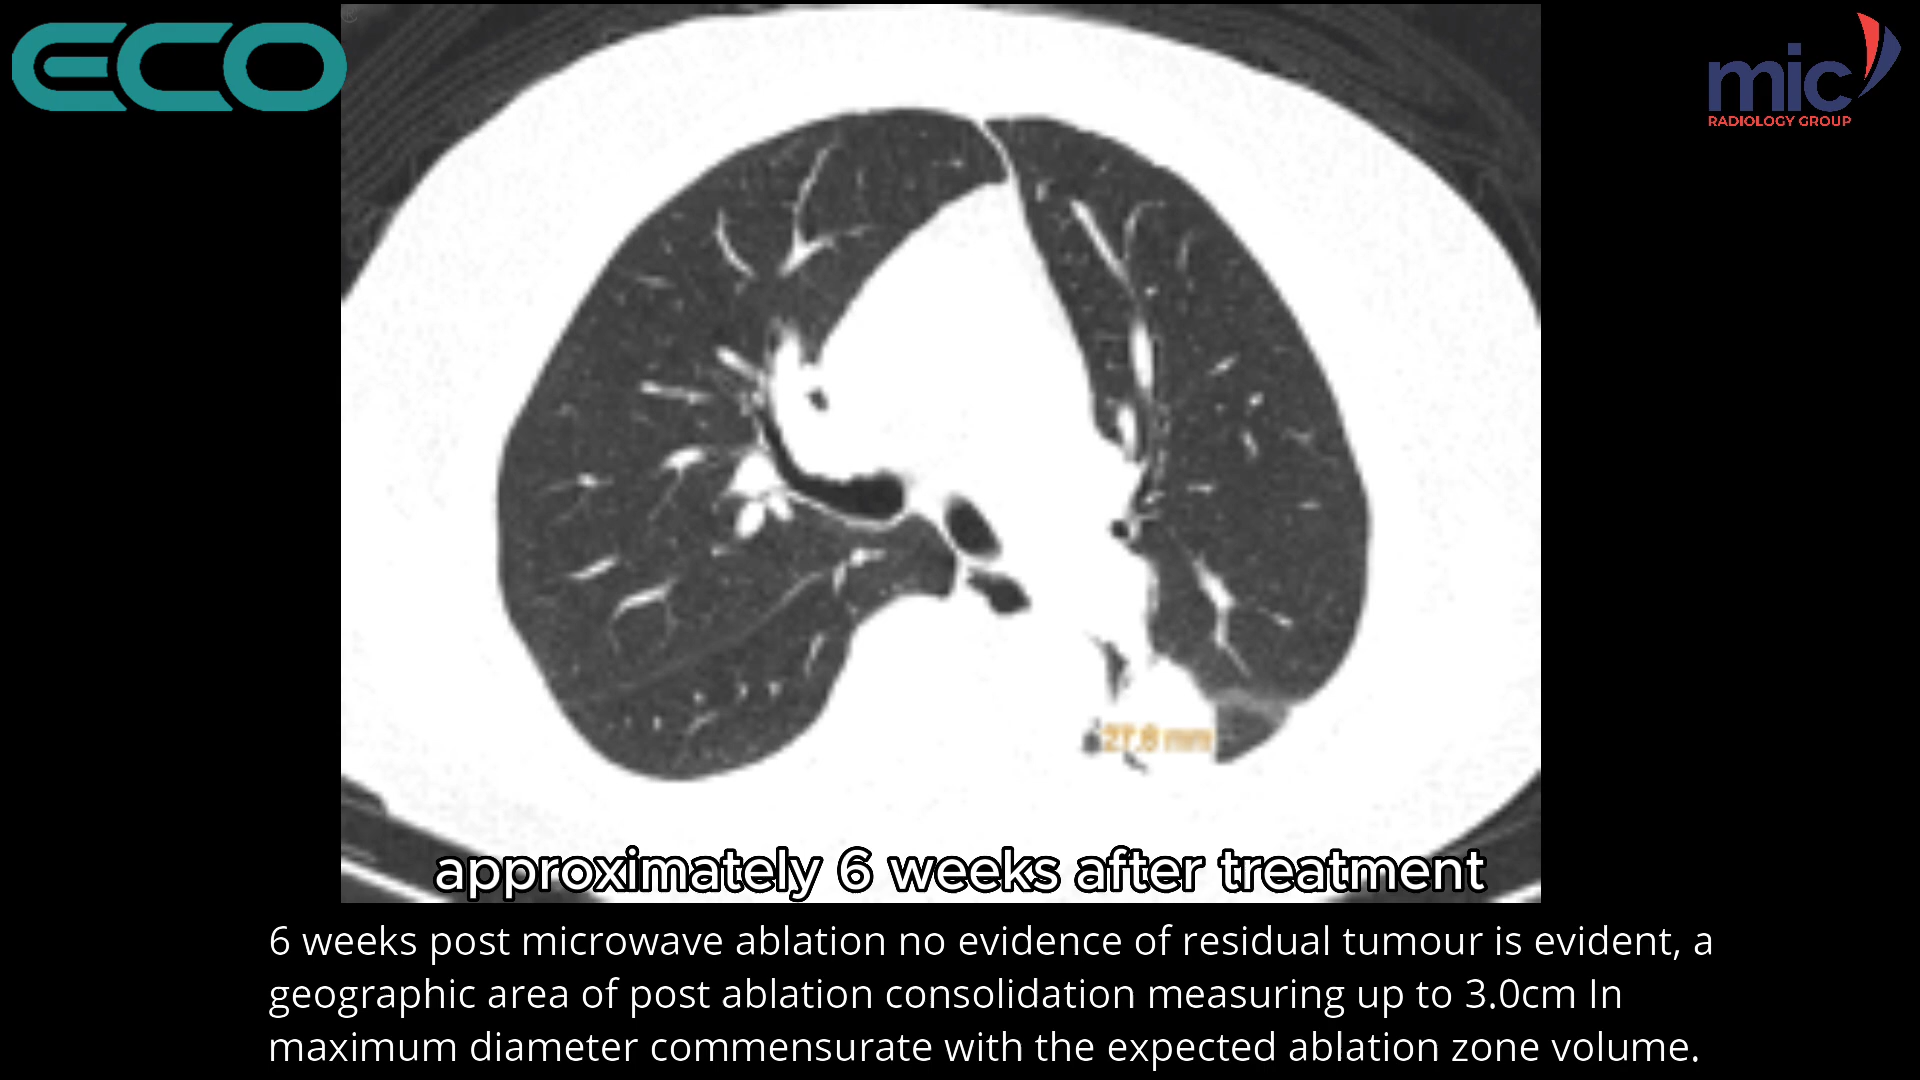 ECO
®
mic
RADIOLOGY GROUP
27.8 mm
approximately 6 weeks after treatment
6 weeks post microwave ablation no evidence of residual tumour is evident, a
geographic area of post ablation consolidation measuring up to 3.0cm In
maximum diameter commensurate with the expected ablation zone volume.